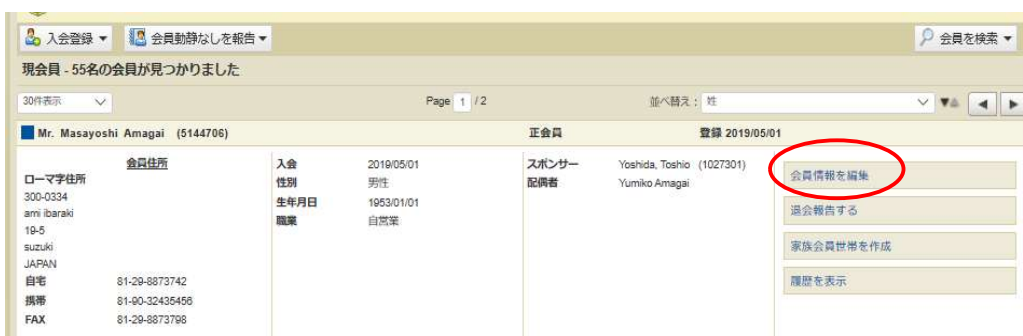 入会登録 会員動静なしを報告 会員を検索
現会員 - 55名の会員が見つかりました
30件表示 Page 1 / 2 並べ替え : 姓
Mr. Masayoshi Amagai (5144706) 正会員 登録 2019/05/01
会員住所
ローマ字住所
300-0334
ami ibaraki
19-5
suzuki
JAPAN
自宅 81-29-8873742
携帯 81-90-32435456
FAX 81-29-8873798
入会 2019/05/01
性別 男性
生年月日 1953/01/01
職業 自営業
スポンサー Yoshida, Toshio (1027301)
配偶者 Yumiko Amagai
会員情報を編集
退会報告する
家族会員世帯を作成
履歴を表示